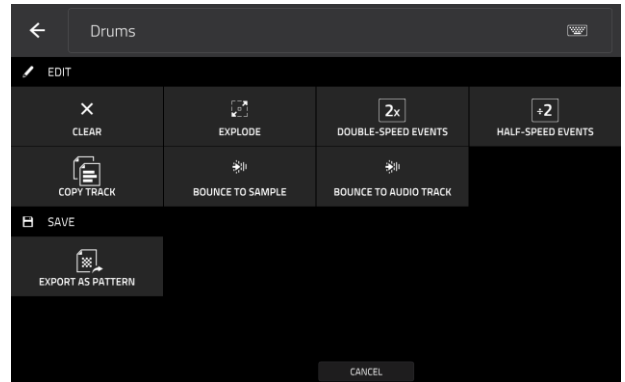 Drums
EDIT
CLEAR
EXPLODE
2x
DOUBLE-SPEED EVENTS
÷2
HALF-SPEED EVENTS
COPY TRACK
BOUNCE TO SAMPLE
BOUNCE TO AUDIO TRACK
SAVE
EXPORT AS PATTERN
CANCEL